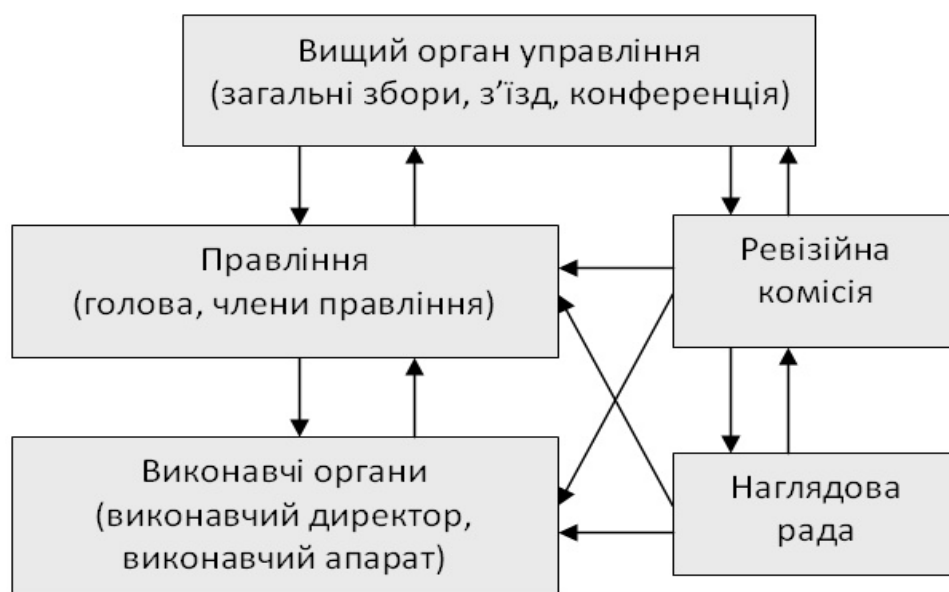 Вищий орган управління
(загальні збори, з’їзд, конференція)
Правління
(голова, члени правління)
Ревізійна
комісія
Виконавчі органи
(виконавчий директор,
виконавчий апарат)
Наглядова
рада